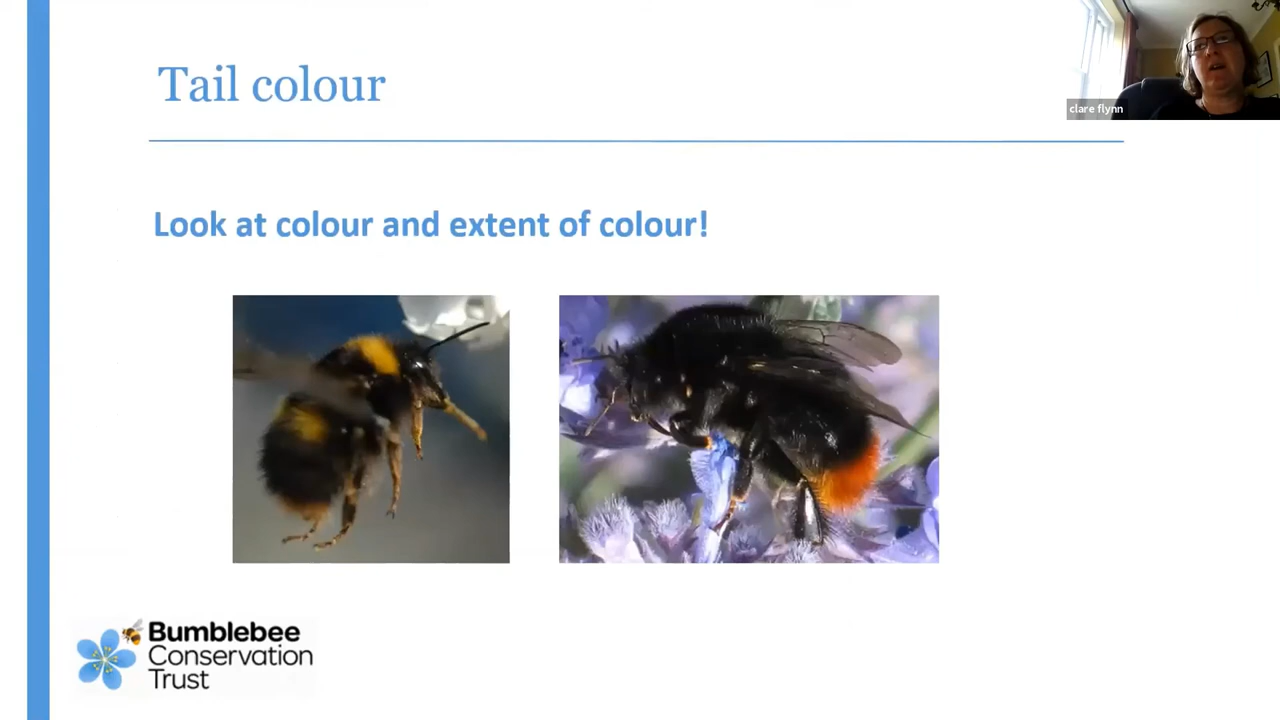 Tail colour
clare flynn
Look at colour and extent of colour!
Bumblebee
Conservation
Trust